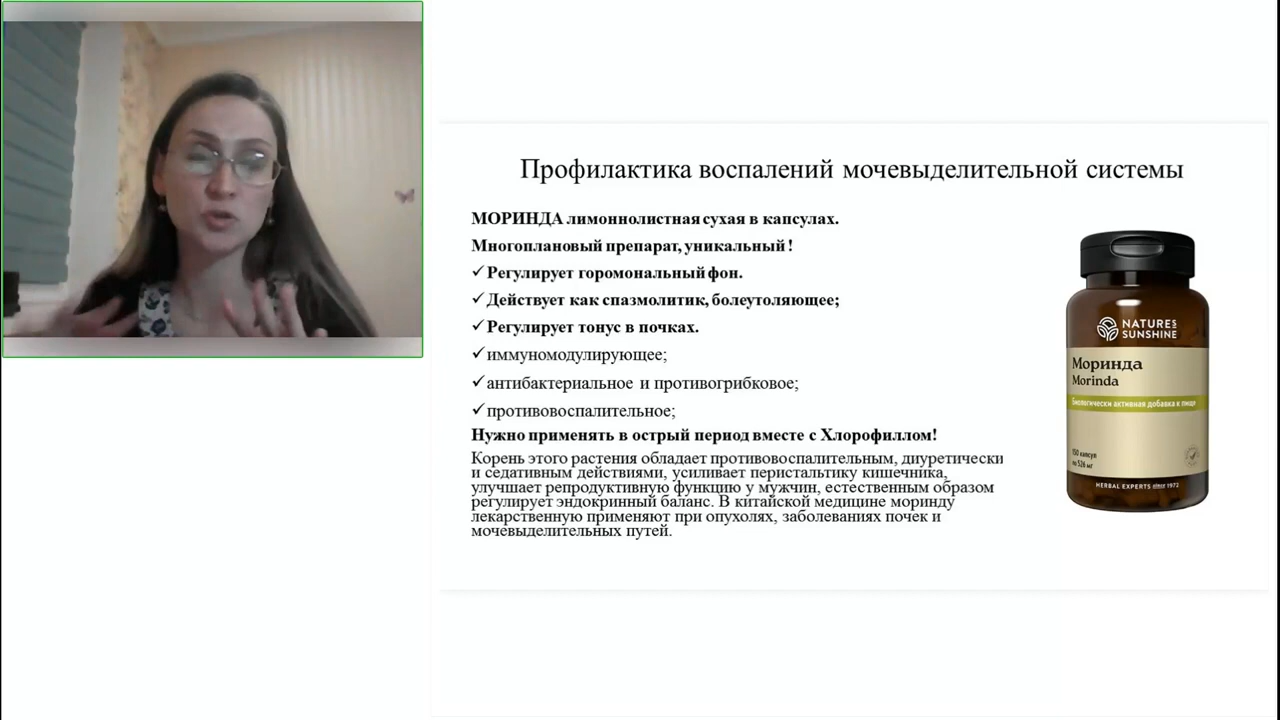 Профилактика воспалений мочевыделительной системы
МОРИНДА лимоннолистная сухая в капсулах.
Многоплановый препарат, уникальный !
✓Регулирует горомональный фон.
✓Действует как спазмолитик, болеутоляющее;
✓Регулирует тонус в почках.
✓иммуномодулирующее;
✓антибактериальное и противогрибковое;
✓противовоспалительное;
Нужно применять в острый период вместе с Хлорофиллом!
Корень этого растения обладает противовоспалительным, диуретически
и седативным действиями, усиливает перистальтику кишечника,
улучшает репродуктивную функцию у мужчин, естественным образом
регулирует эндокринный баланс. В китайской медицине моринду
лекарственную применяют при опухолях, заболеваниях почек и
мочевыделительных путей.
NATURE'S
SUNSHINE
Моринда
Morinda
Биологически активная добавка к пище
100 капсул
по 526 мг
HERBAL EXPERTS since 1972